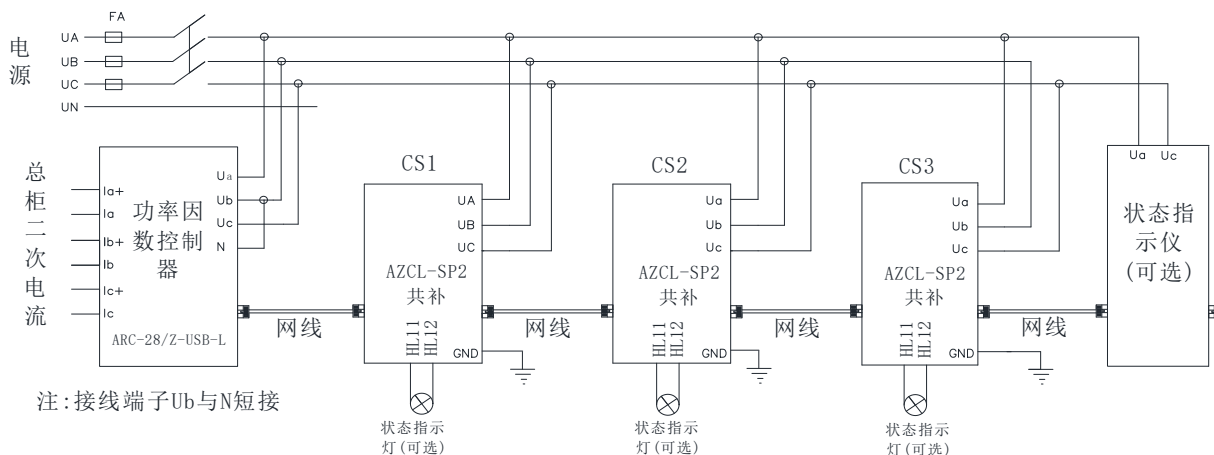 FA
电源
UA
UB
UC
UN
总柜二次电流
Ia+
Ia
Ib+
Ib
Ic+
Ic
功率因
数控制
器
Ua
Ub
Uc
N
ARC-28/Z-USB-L
网线
CS1
UA
UB
UC
AZCL-SP2
共补
HL11
HL12
GND
状态指示
灯(可选)
网线
CS2
Ua
Ub
Uc
AZCL-SP2
共补
HL11
HL12
GND
状态指示
灯(可选)
网线
CS3
Ua
Ub
Uc
AZCL-SP2
共补
HL11
HL12
GND
状态指示
灯(可选)
网线
Ua Uc
状态指
示仪
(可选)
注:接线端子Ub与N短接